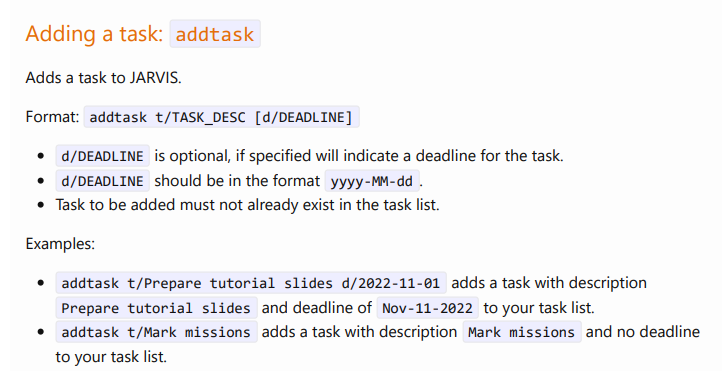 Adding a task: addtask
Adds a task to JARVIS.
Format: addtask t/TASK_DESC [d/DEADLINE]
d/DEADLINE is optional, if specified will indicate a deadline for the task.
d/DEADLINE should be in the format yyyy-MM-dd.
Task to be added must not already exist in the task list.
Examples:
addtask t/Prepare tutorial slides d/2022-11-01 adds a task with description
Prepare tutorial slides and deadline of Nov-11-2022 to your task list.
addtask t/Mark missions adds a task with description Mark missions and no deadline
to your task list.